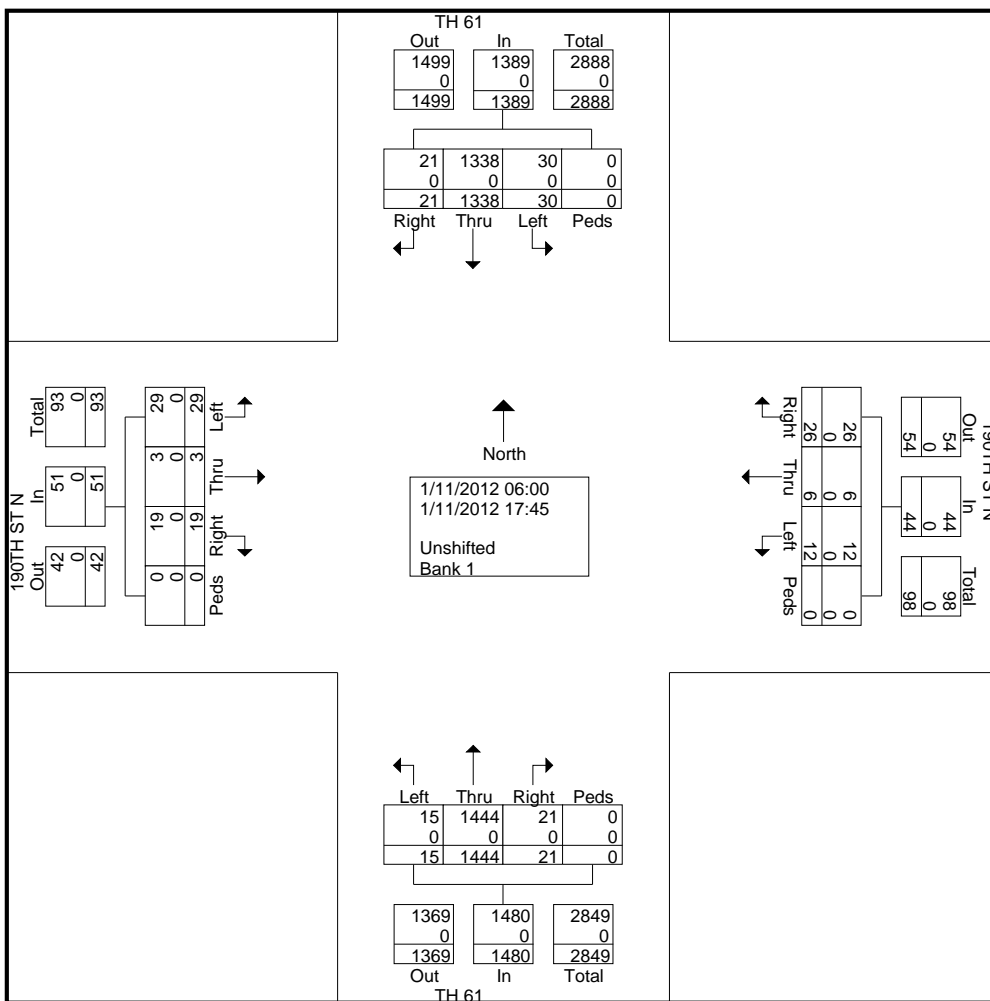 TH 61
Out In Total
1499 1389 2888
0 0 0
1499 1389 2888
21 1338 30 0
0 0 0 0
21 1338 30 0
Right Thru Left Peds
190TH ST N
Total In Out
93 51 42
0 0 0
93 51 42
29 3 19 0
0 0 0 0
29 3 19 0
Left Thru Right Peds
North
1/11/2012 06:00
1/11/2012 17:45
Unshifted
Bank 1
Right Thru Left Peds
26 6 12 0
0 0 0 0
26 6 12 0
54 44 98
0 0 0
54 44 98
Out In Total
190TH ST N
Left Thru Right Peds
15 1444 21 0
0 0 0 0
15 1444 21 0
1369 1480 2849
0 0 0
1369 1480 2849
Out In Total
TH 61